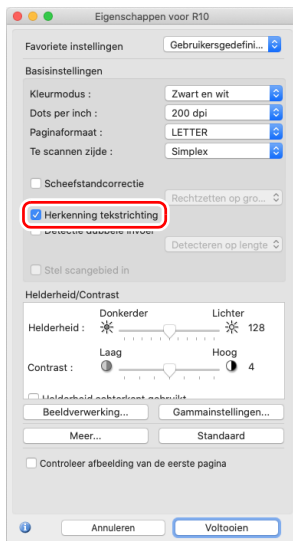 Eigenschappen voor R10
Favoriete instellingen Gebruikersgedefini...
Basisinstellingen
Kleurmodus : Zwart en wit
Dots per inch : 200 dpi
Paginaformaat : LETTER
Te scannen zijde : Simplex
Scheefstandcorrectie
Rechtzetten op gro...
Herkenning tekstrichting
Detectie dubbele invoer
Detecteren op lengte
Stel scangebied in
Helderheid/Contrast
Donkerder Lichter
Helderheid : 128
Laag Hoog
Contrast : 4
Helderheid achterkant gebruikt
Beeldverwerking... Gammainstellingen...
Meer... Standaard
Controleer afbeelding van de eerste pagina
Annuleren Voltooien